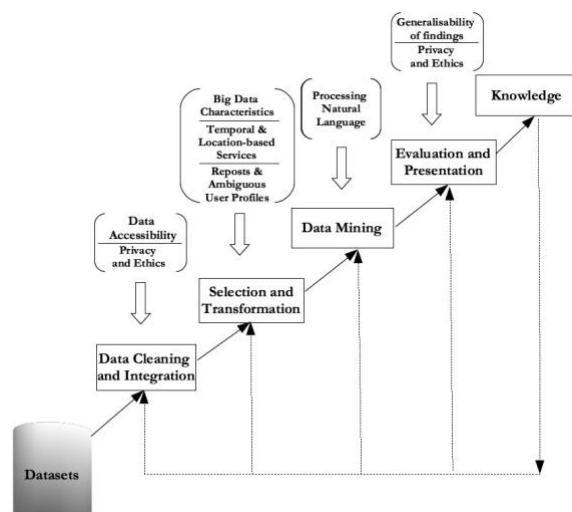 Generalisability
of findings
Privacy
and Ethics
Knowledge
Big Data
Characteristics
Temporal &
Location-based
Services
Reposts &
Ambiguous
User Profiles
Processing
Natural
Language
Evaluation and
Presentation
Data
Accessibility
Privacy
and Ethics
Data Mining
Selection and
Transformation
Data Cleaning
and Integration
Datasets